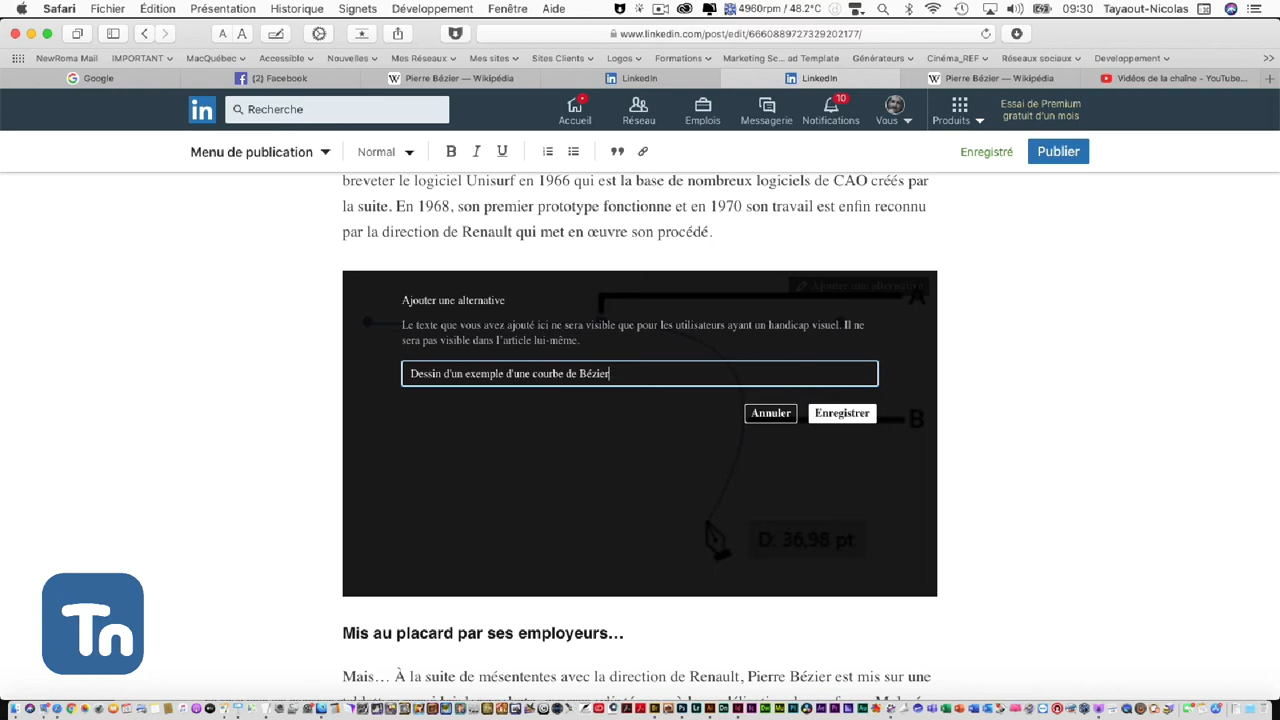 Safari Fichier Édition Présentation Historique Signets Développement Fenêtre Aide 4960rpm / 48.2°C 09:30 Tayaout-Nicolas
A A www.linkedin.com/post/edit/6660889727329202177/
NewRoma Mail IMPORTANT MacQuébec Accessible Nouvelles Mes Réseaux Mes sites Sites Clients Logos Formations Marketing Sc...ad Template Générateurs Cinéma_REF Réseaux sociaux Developpement
Google (2) Facebook Pierre Bézier — Wikipédia LinkedIn LinkedIn Pierre Bézier — Wikipédia Vidéos de la chaîne - YouTube...
in Recherche Accueil Réseau Emplois Messagerie 10 Notifications Vous Produits Essai de Premium
gratuit d'un mois
Menu de publication Normal B I U Enregistré Publier
breveter le logiciel Unisurf en 1966 qui est la base de nombreux logiciels de CAO créés par
la suite. En 1968, son premier prototype fonctionne et en 1970 son travail est enfin reconnu
par la direction de Renault qui met en œuvre son procédé.
Ajouter une alternative
Ajouter une alternative
A
Le texte que vous avez ajouté ici ne sera visible que pour les utilisateurs ayant un handicap visuel. Il ne
sera pas visible dans l'article lui-même.
Dessin d'un exemple d'une courbe de Bézier
Annuler Enregistrer
B
D: 36,98 pt
Tn
Mis au placard par ses employeurs…
Mais… À la suite de mésententes avec la direction de Renault, Pierre Bézier est mis sur une